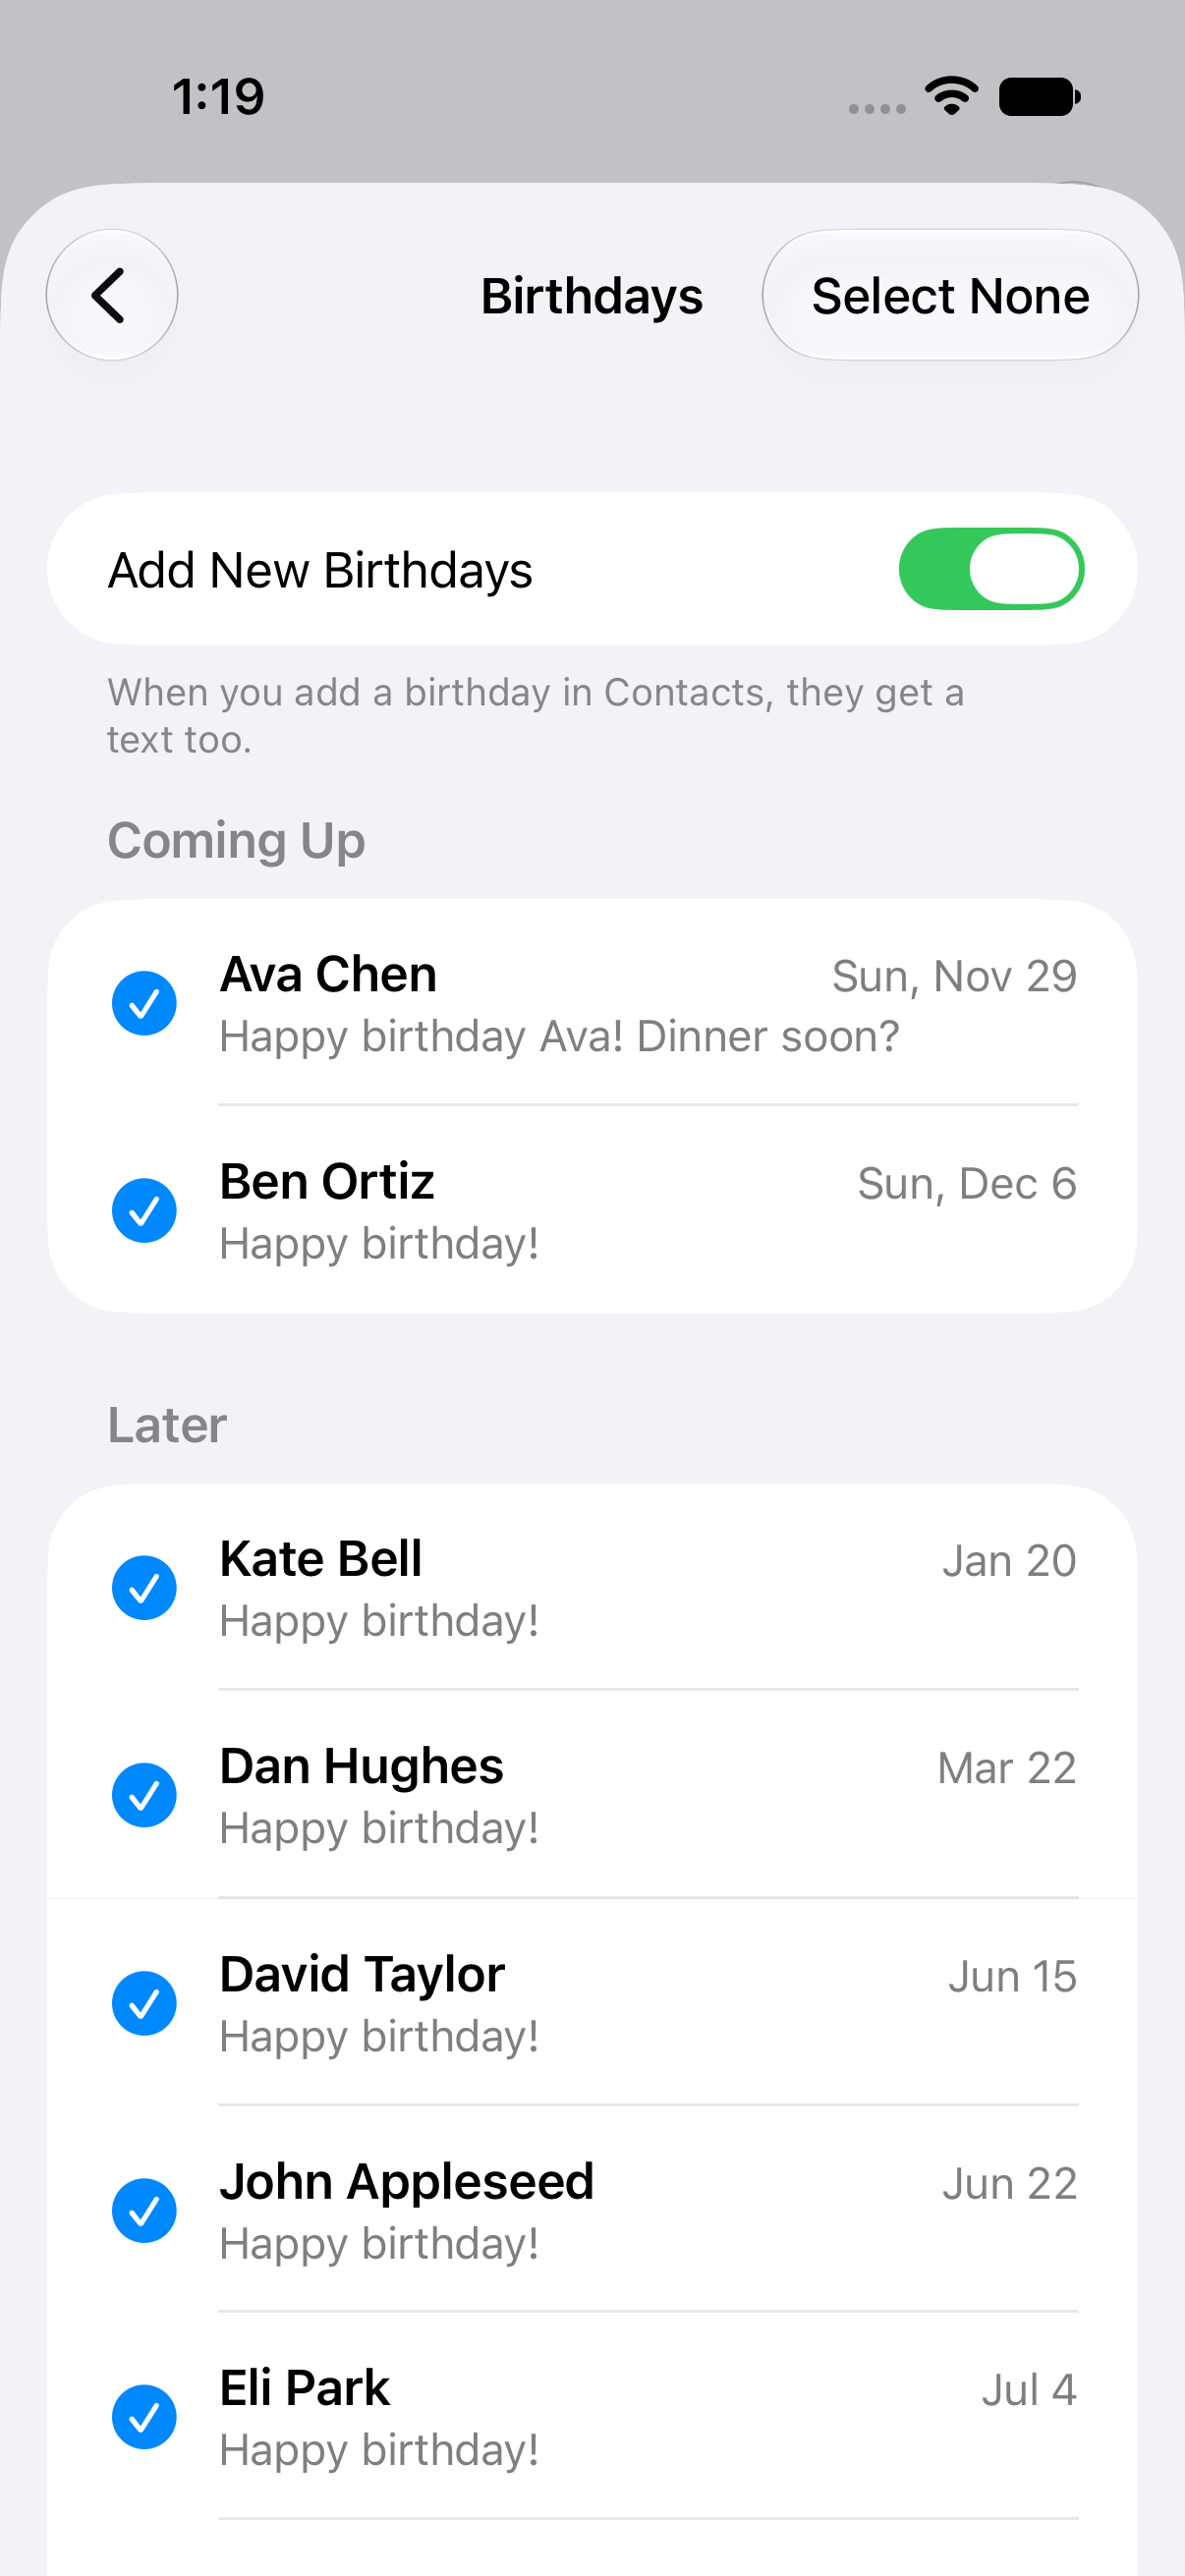 1:19
Birthdays
Select None
Add New Birthdays
When you add a birthday in Contacts, they get a
text too.
Coming Up
Ava Chen
Sun, Nov 29
Happy birthday Ava! Dinner soon?
Ben Ortiz
Sun, Dec 6
Happy birthday!
Later
Kate Bell
Jan 20
Happy birthday!
Dan Hughes
Mar 22
Happy birthday!
David Taylor
Jun 15
Happy birthday!
John Appleseed
Jun 22
Happy birthday!
Eli Park
Jul 4
Happy birthday!